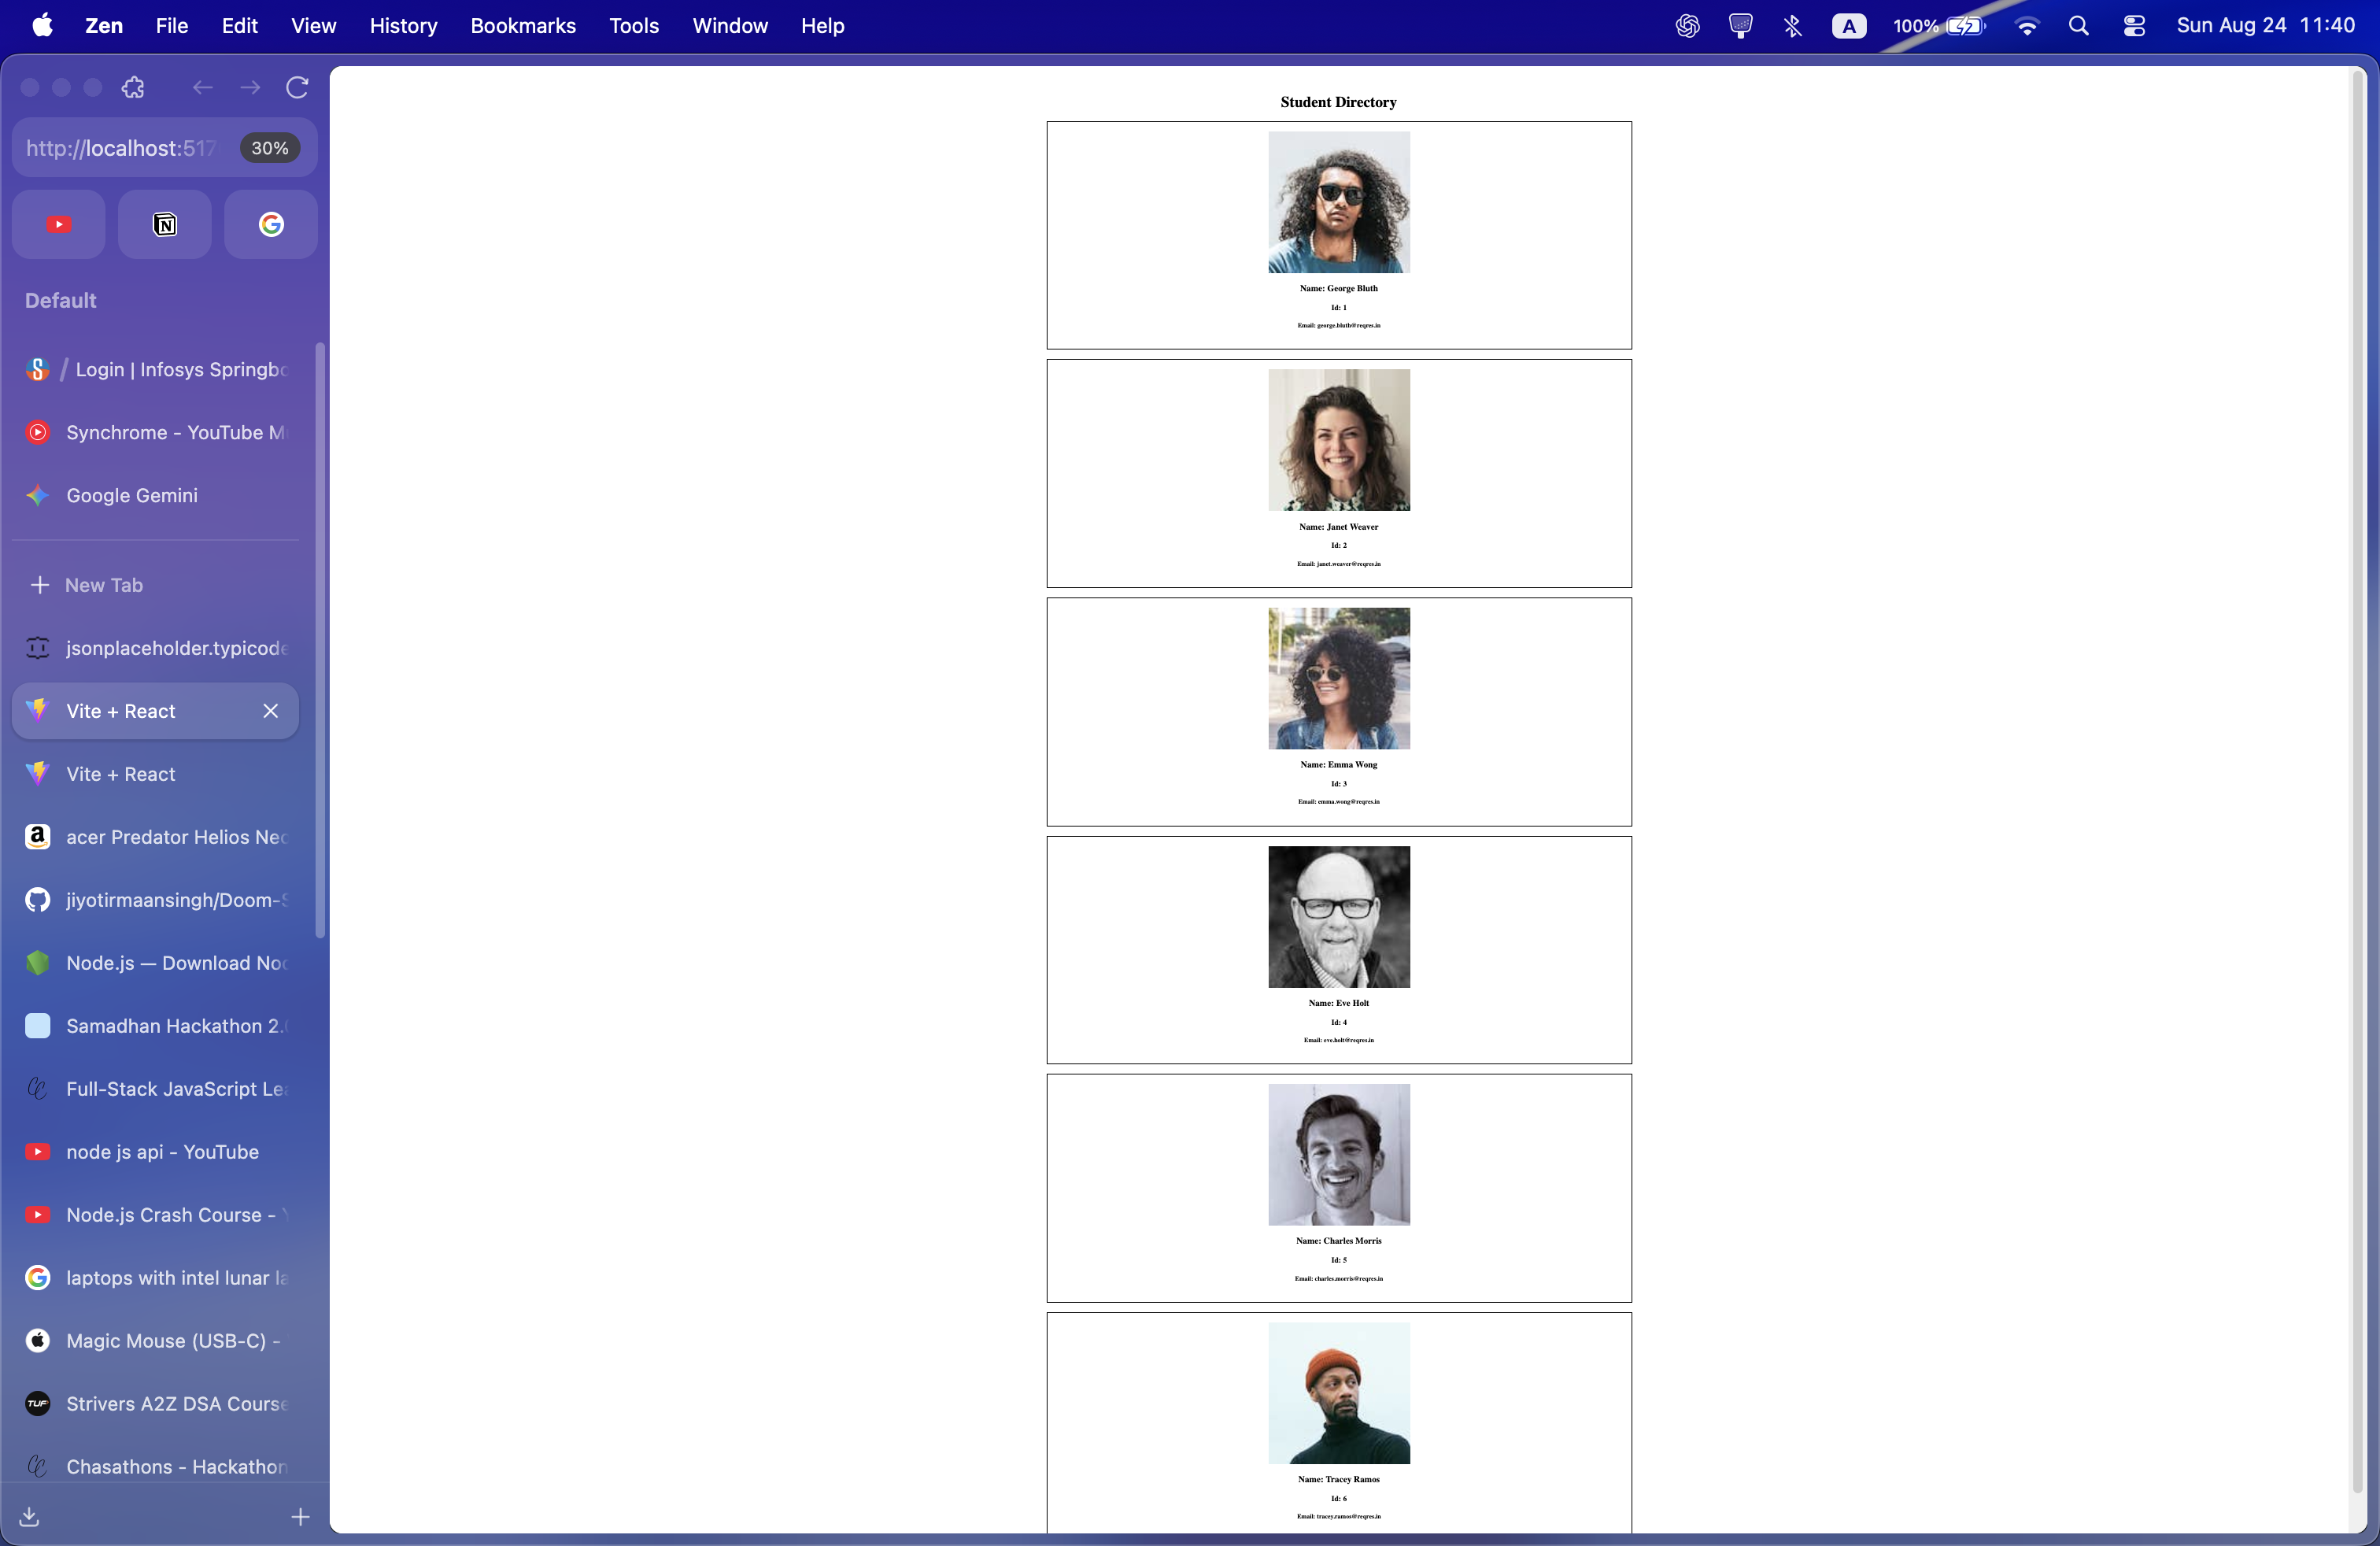 Zen File Edit View History Bookmarks Tools Window Help
A 100% Sun Aug 24 11:40
http://localhost:517 30%
Default
Login | Infosys Springbo
Synchrome - YouTube M
Google Gemini
New Tab
jsonplaceholder.typicode
Vite + React
Vite + React
acer Predator Helios Neo
jiyotirmaansingh/Doom-S
Node.js — Download Nod
Samadhan Hackathon 2.
Full-Stack JavaScript Lea
node js api - YouTube
Node.js Crash Course -
laptops with intel lunar la
Magic Mouse (USB-C) -
TUF Strivers A2Z DSA Course
Chasathons - Hackathon
Student Directory
Name: George Bluth
Id: 1
Email: george.bluth@reqres.in
Name: Janet Weaver
Id: 2
Email: janet.weaver@reqres.in
Name: Emma Wong
Id: 3
Email: emma.wong@reqres.in
Name: Eve Holt
Id: 4
Email: eve.holt@reqres.in
Name: Charles Morris
Id: 5
Email: charles.morris@reqres.in
Name: Tracey Ramos
Id: 6
Email: tracey.ramos@reqres.in